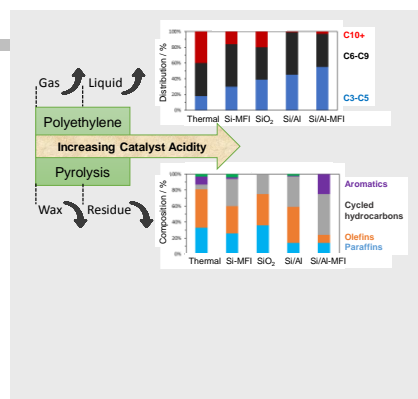 Gas
Liquid
Polyethylene
Increasing Catalyst Acidity
Pyrolysis
Wax
Residue
Distribution / %
100%
80%
60%
40%
20%
0%
Thermal Si-MFI SiO₂ Si/Al Si/Al-MFI
C10+
C6-C9
C3-C5
Composition / %
100%
80%
60%
40%
20%
0%
Thermal Si-MFI SiO₂ Si/Al Si/Al-MFI
Aromatics
Cycled
hydrocarbons
Olefins
Paraffins